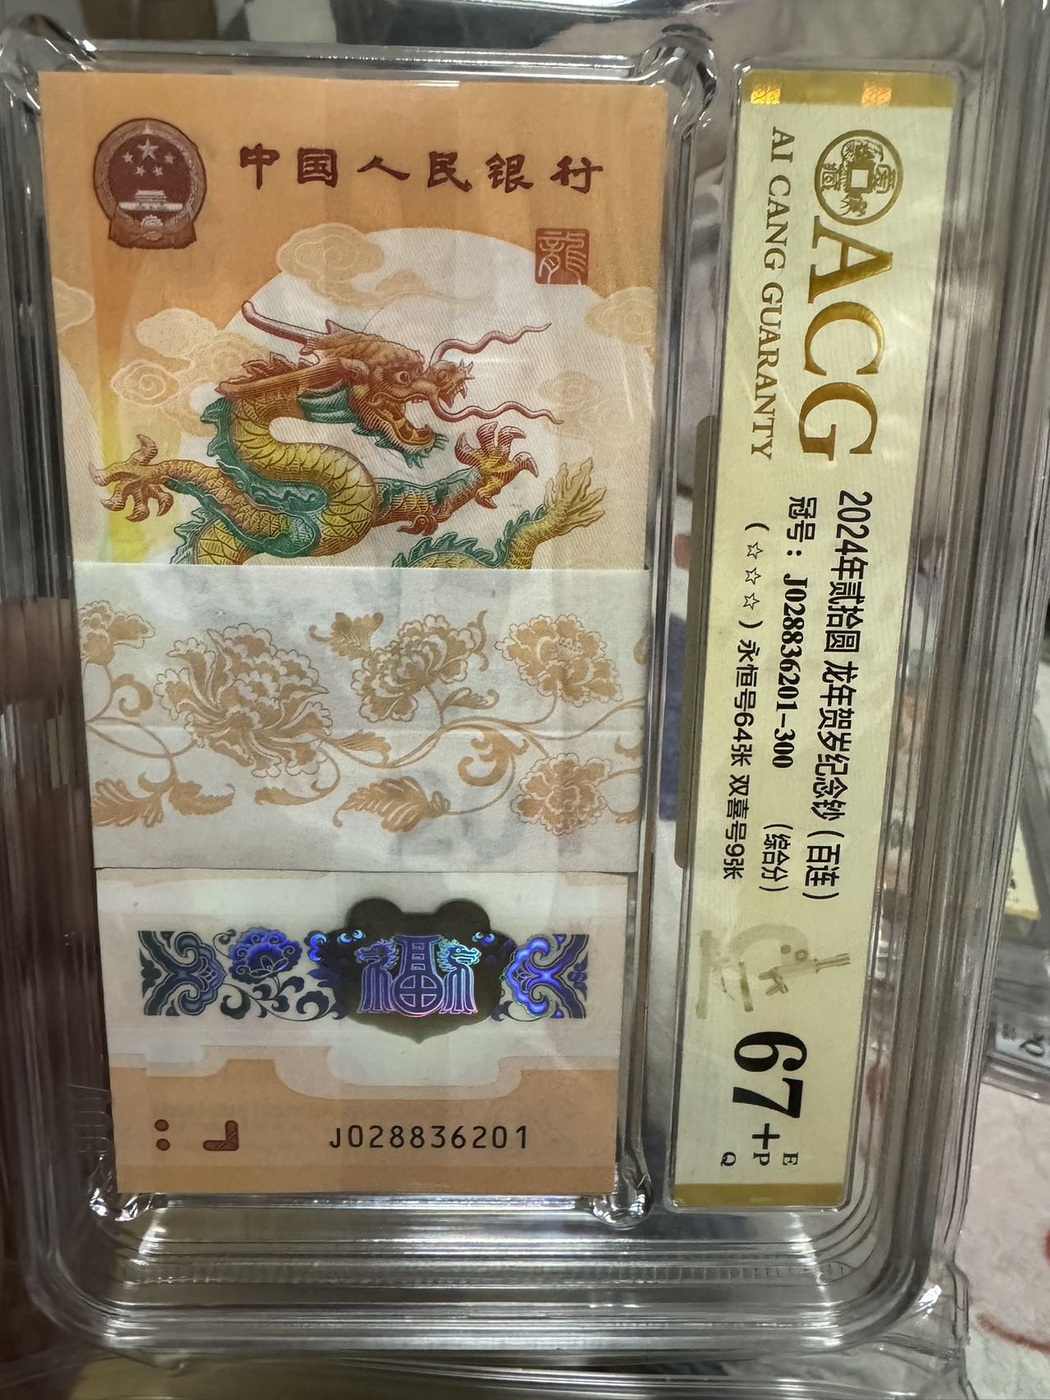 中国人民银行
龍
福
J028836201
ACG
AI CANG GUARANTY
2024年贰拾圆 龙年贺岁纪念钞(百连)
冠号:J028836201-300 (综合分)
(☆☆☆) 永恒号64张 双喜号9张
67+
E
P
Q